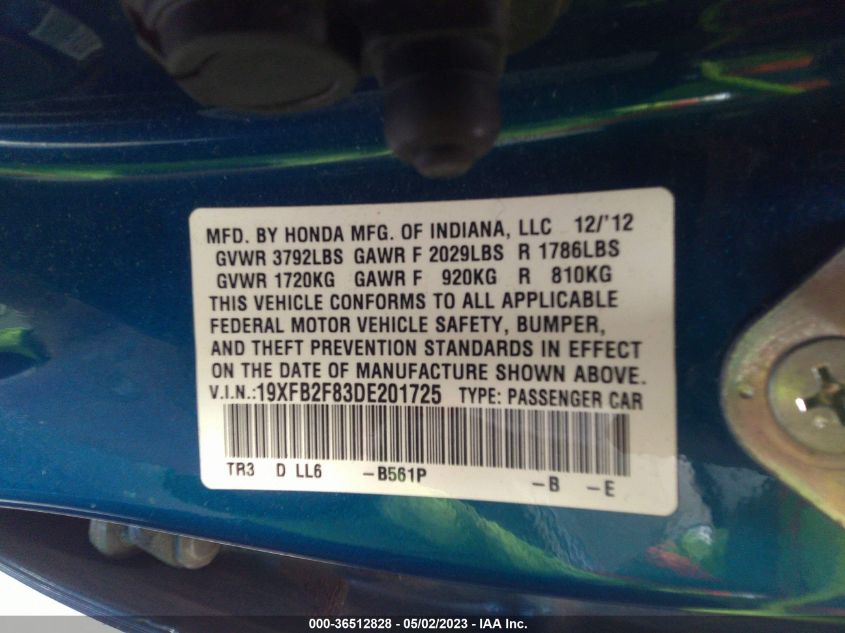 MFD. BY HONDA MFG. OF INDIANA, LLC 12/'12
GVWR 3792LBS GAWR F 2029LBS R 1786LBS
GVWR 1720KG GAWR F 920KG R 810KG
THIS VEHICLE CONFORMS TO ALL APPLICABLE
FEDERAL MOTOR VEHICLE SAFETY, BUMPER,
AND THEFT PREVENTION STANDARDS IN EFFECT
ON THE DATE OF MANUFACTURE SHOWN ABOVE.
V.I.N.:19XFB2F83DE201725 TYPE: PASSENGER CAR
TR3 D LL6 -B561P -B -E
000-36512828 - 05/02/2023 - IAA Inc.